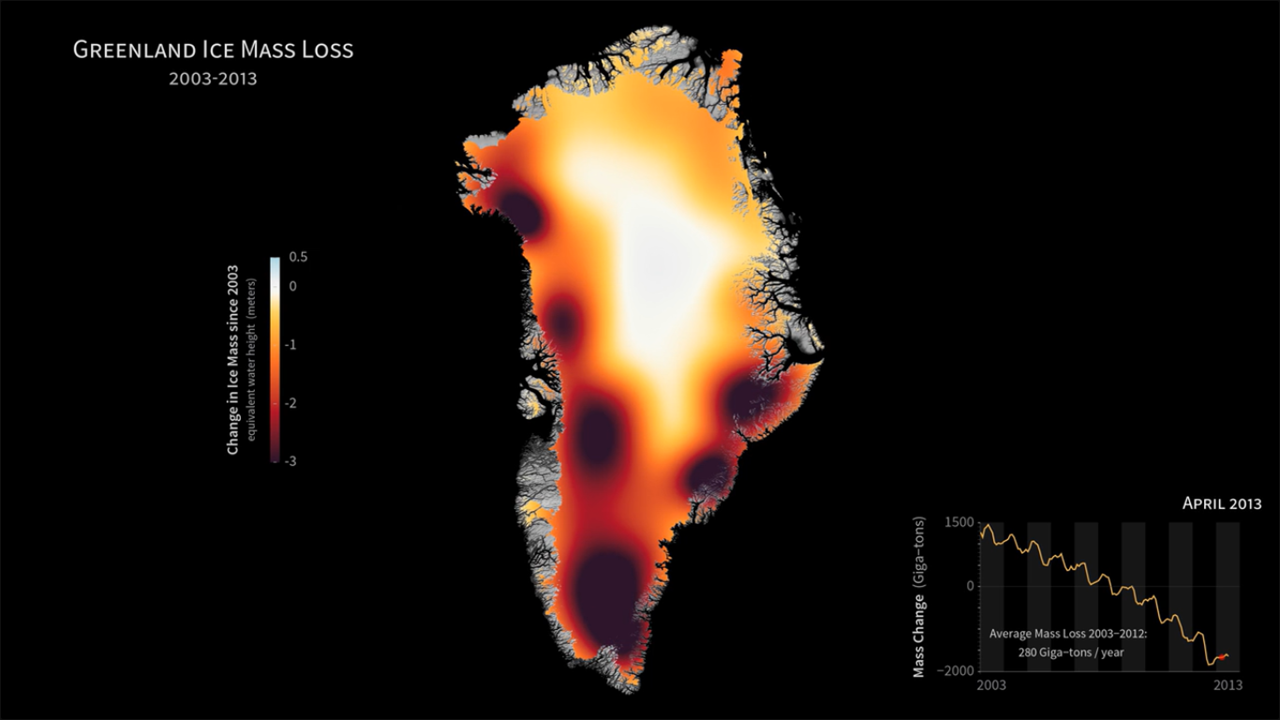 Greenland Ice Mass Loss
2003-2013
Change in Ice Mass since 2003
equivalent water height (meters)
0.5
0
-1
-2
-3
April 2013
Mass Change (Giga-tons)
1500
0
-2000
Average Mass Loss 2003-2012:
280 Giga-tons / year
2003
2013